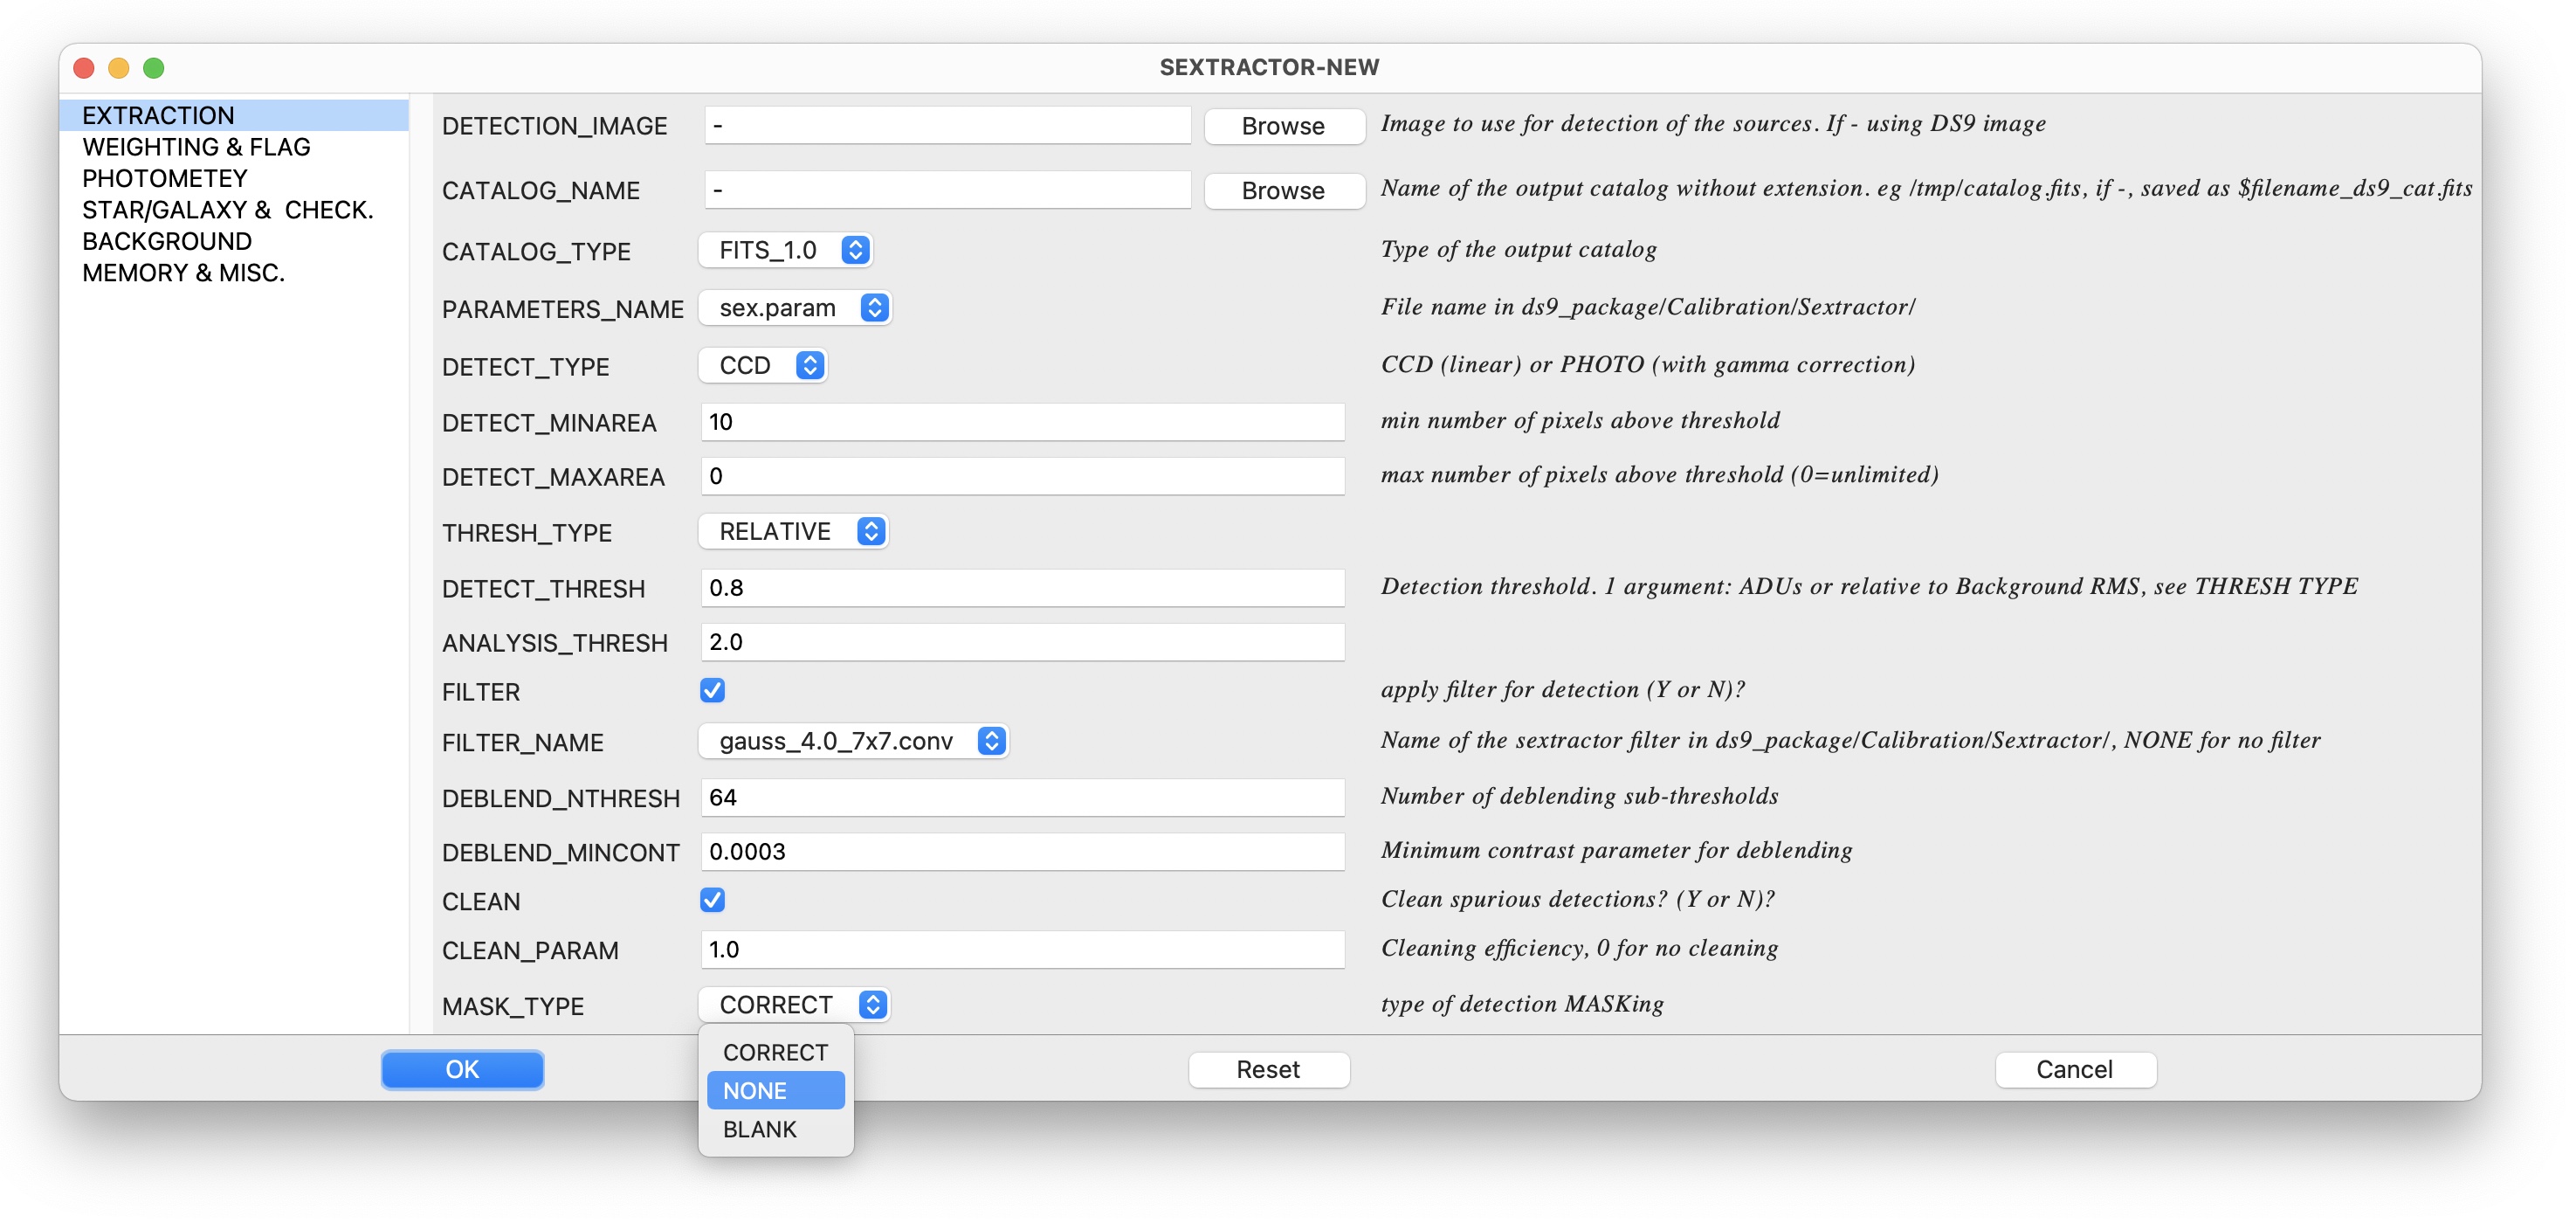 SEXTRACTOR-NEW
EXTRACTION
WEIGHTING & FLAG
PHOTOMETEY
STAR/GALAXY &  CHECK.
BACKGROUND
MEMORY & MISC.
DETECTION_IMAGE - Browse Image to use for detection of the sources. If - using DS9 image
CATALOG_NAME - Browse Name of the output catalog without extension. eg /tmp/catalog.fits, if -, saved as $filename_ds9_cat.fits
CATALOG_TYPE FITS_1.0 Type of the output catalog
PARAMETERS_NAME sex.param File name in ds9_package/Calibration/Sextractor/
DETECT_TYPE CCD CCD (linear) or PHOTO (with gamma correction)
DETECT_MINAREA 10 min number of pixels above threshold
DETECT_MAXAREA 0 max number of pixels above threshold (0=unlimited)
THRESH_TYPE RELATIVE
DETECT_THRESH 0.8 Detection threshold. 1 argument: ADUs or relative to Background RMS, see THRESH TYPE
ANALYSIS_THRESH 2.0
FILTER apply filter for detection (Y or N)?
FILTER_NAME gauss_4.0_7x7.conv Name of the sextractor filter in ds9_package/Calibration/Sextractor/, NONE for no filter
DEBLEND_NTHRESH 64 Number of deblending sub-thresholds
DEBLEND_MINCONT 0.0003 Minimum contrast parameter for deblending
CLEAN Clean spurious detections? (Y or N)?
CLEAN_PARAM 1.0 Cleaning efficiency, 0 for no cleaning
MASK_TYPE CORRECT type of detection MASKing
CORRECT
NONE
BLANK
OK Reset Cancel